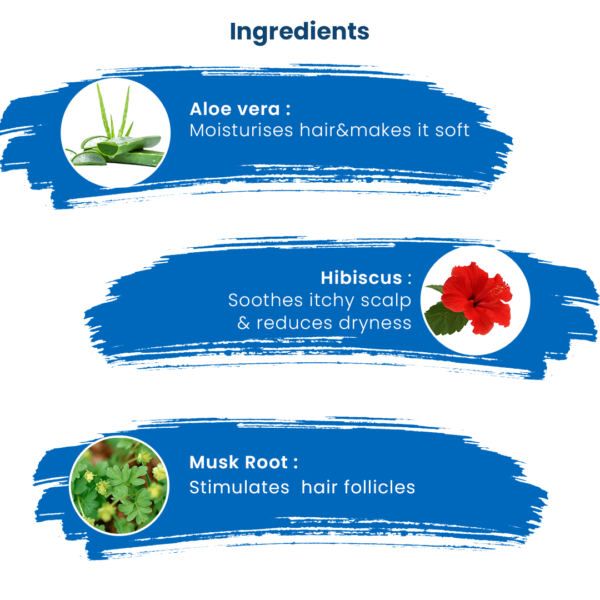 Ingredients
Aloe vera :
Moisturises hair&makes it soft
Hibiscus :
Soothes itchy scalp
& reduces dryness
Musk Root :
Stimulates hair follicles